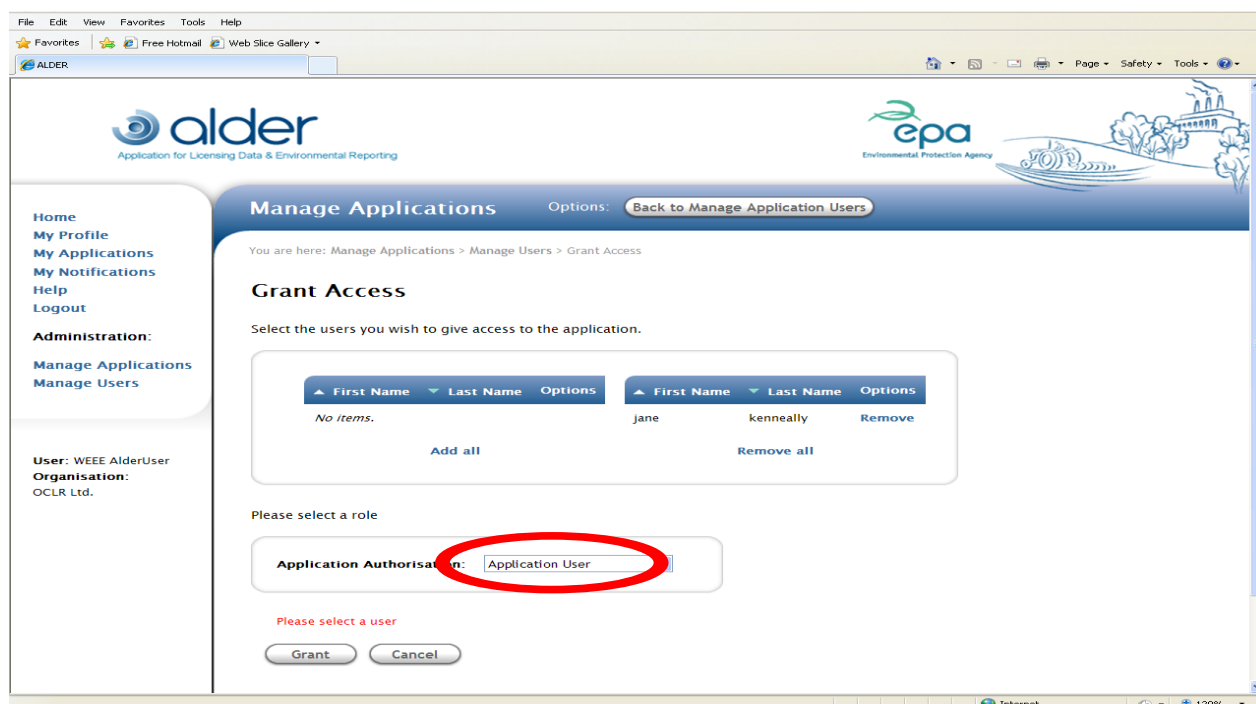 File Edit View Favorites Tools Help
Favorites Free Hotmail Web Slice Gallery
ALDER Page Safety Tools
alder
Application for Licensing Data & Environmental Reporting
epa
Environmental Protection Agency
Manage Applications Options: Back to Manage Application Users
Home
My Profile
My Applications
My Notifications
Help
Logout
Administration:
Manage Applications
Manage Users
User: WEEE AlderUser
Organisation:
OCLR Ltd.
You are here: Manage Applications > Manage Users > Grant Access
Grant Access
Select the users you wish to give access to the application.
First Name Last Name Options First Name Last Name Options
No items. jane kenneally Remove
Add all Remove all
Please select a role
Application Authorisation: Application User
Please select a user
Grant Cancel
Internet 120%